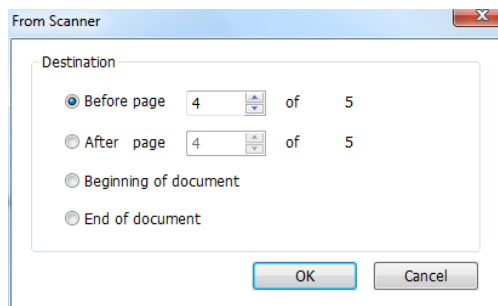 From Scanner
Destination
Before page 4 of 5
After page 4 of 5
Beginning of document
End of document
OK Cancel